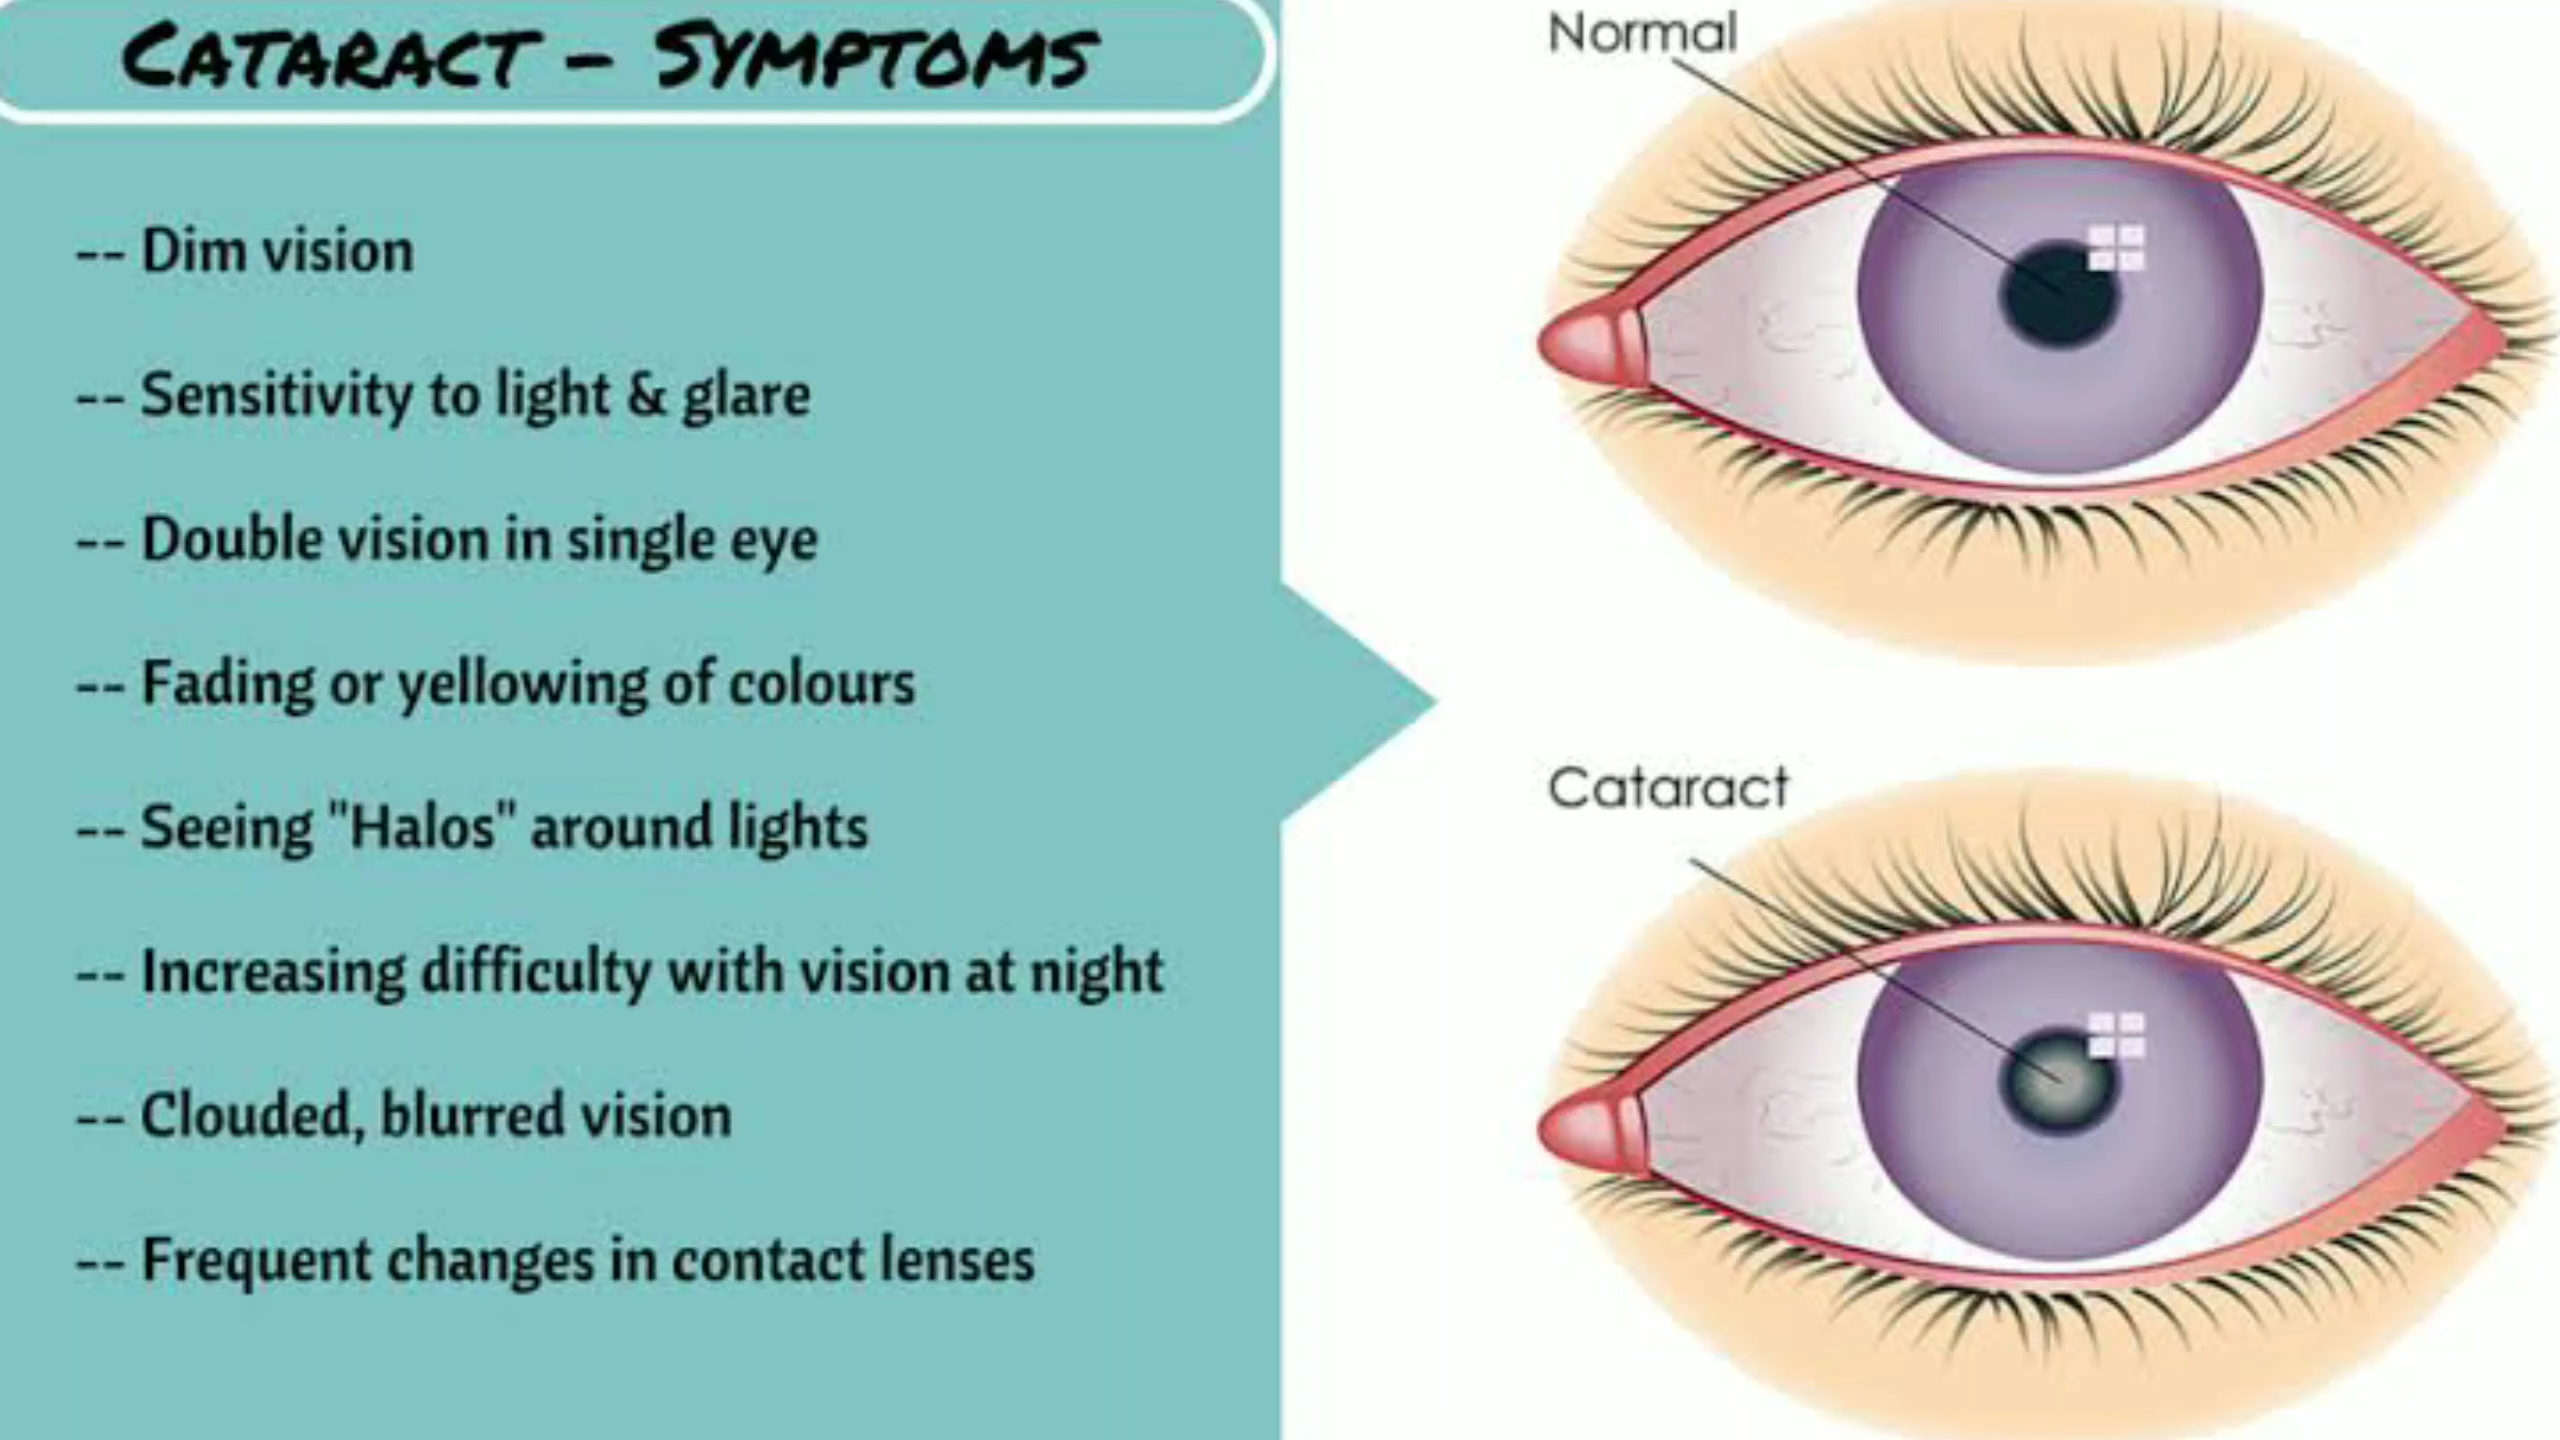 CATARACT - SYMPTOMS
-- Dim vision
-- Sensitivity to light & glare
-- Double vision in single eye
-- Fading or yellowing of colours
-- Seeing "Halos" around lights
-- Increasing difficulty with vision at night
-- Clouded, blurred vision
-- Frequent changes in contact lenses
Normal
Cataract